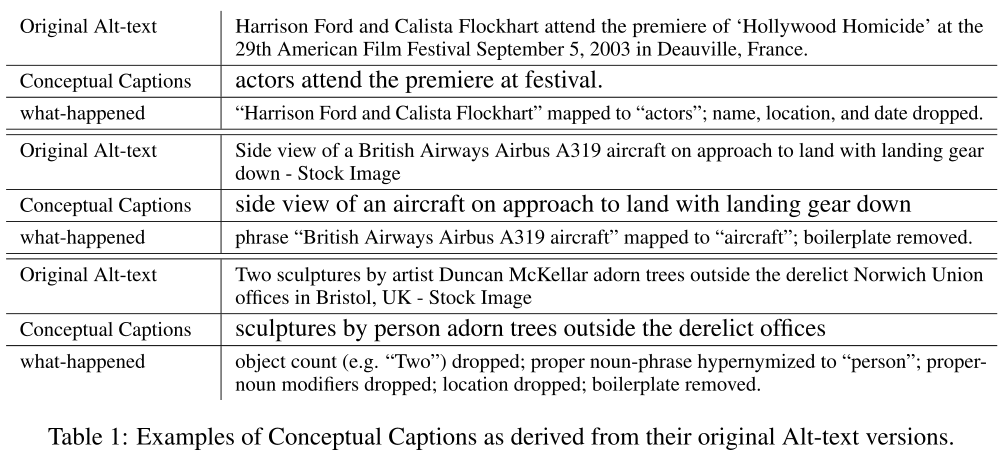 Original Alt-text
Harrison Ford and Calista Flockhart attend the premiere of ‘Hollywood Homicide’ at the
29th American Film Festival September 5, 2003 in Deauville, France.
Conceptual Captions
actors attend the premiere at festival.
what-happened
“Harrison Ford and Calista Flockhart” mapped to “actors”; name, location, and date dropped.
Original Alt-text
Side view of a British Airways Airbus A319 aircraft on approach to land with landing gear
down - Stock Image
Conceptual Captions
side view of an aircraft on approach to land with landing gear down
what-happened
phrase “British Airways Airbus A319 aircraft” mapped to “aircraft”; boilerplate removed.
Original Alt-text
Two sculptures by artist Duncan McKellar adorn trees outside the derelict Norwich Union
offices in Bristol, UK - Stock Image
Conceptual Captions
sculptures by person adorn trees outside the derelict offices
what-happened
object count (e.g. “Two”) dropped; proper noun-phrase hypernymized to “person”; proper-
noun modifiers dropped; location dropped; boilerplate removed.
Table 1: Examples of Conceptual Captions as derived from their original Alt-text versions.